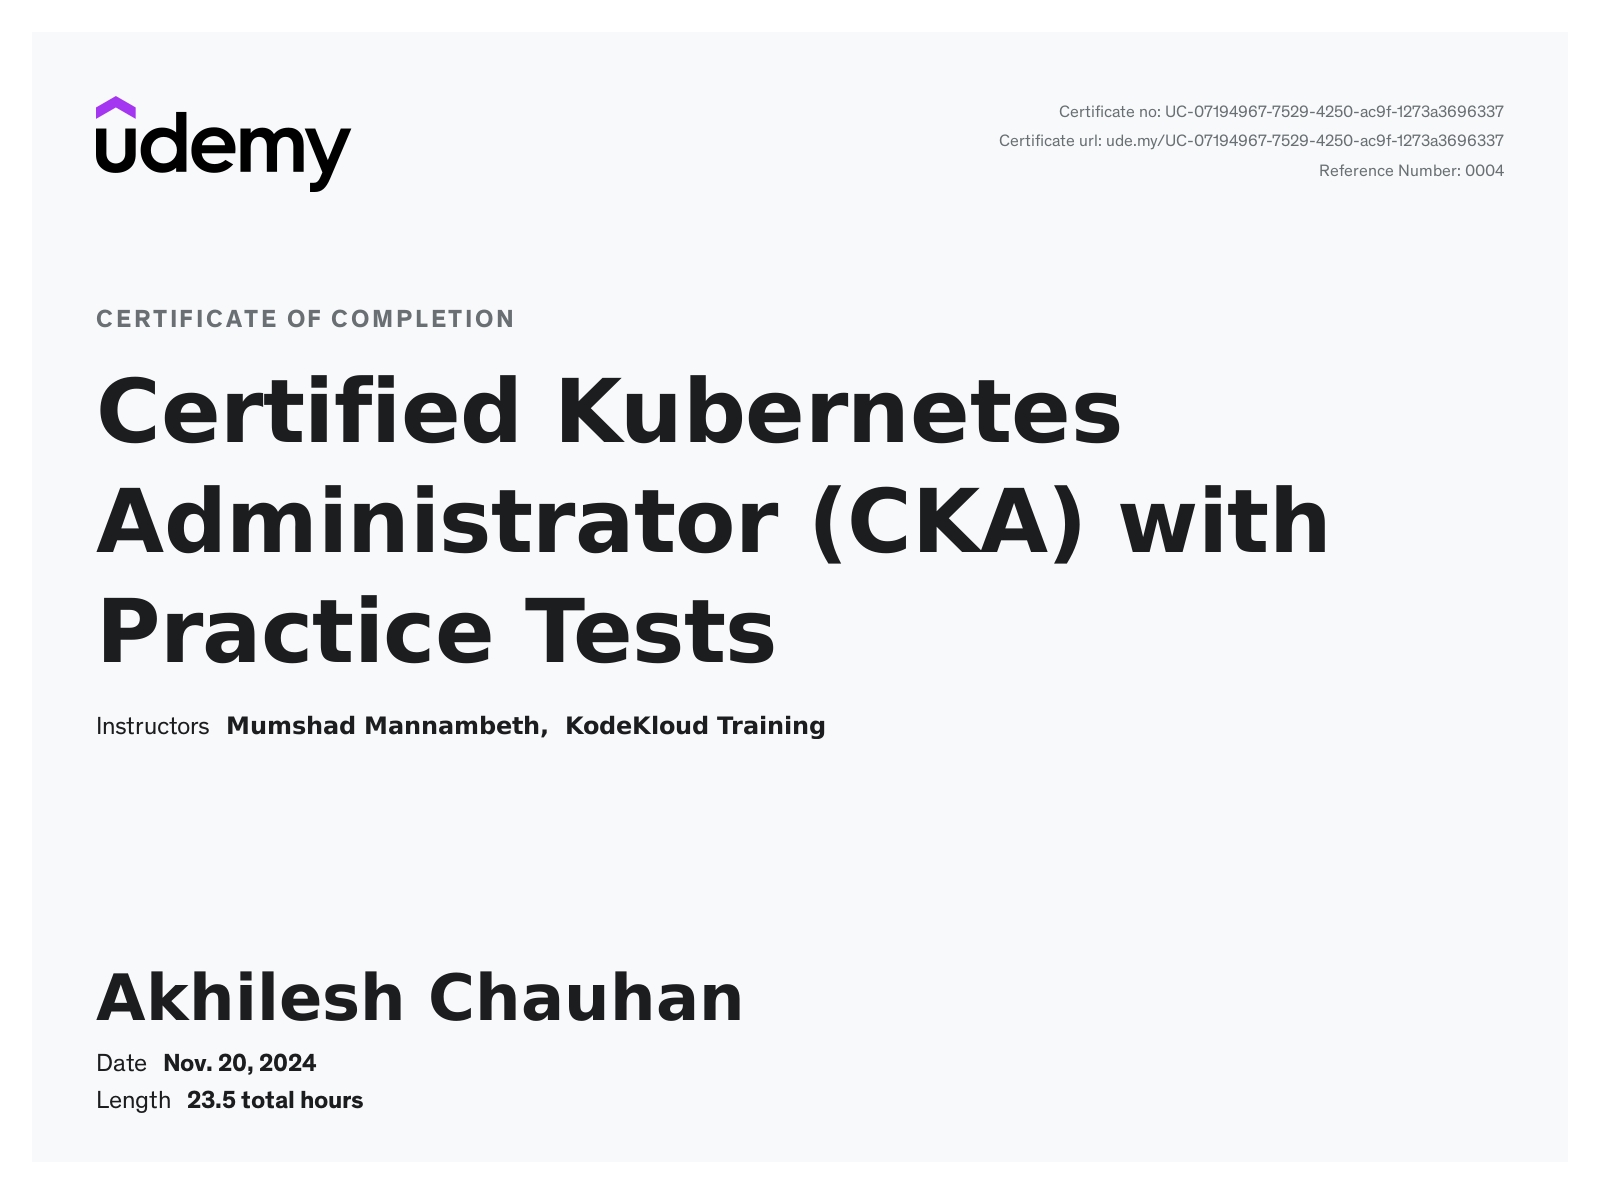 udemy
Certificate no: UC-07194967-7529-4250-ac9f-1273a3696337
Certificate url: ude.my/UC-07194967-7529-4250-ac9f-1273a3696337
Reference Number: 0004
CERTIFICATE OF COMPLETION
Certified Kubernetes
Administrator (CKA) with
Practice Tests
Instructors Mumshad Mannambeth, KodeKloud Training
Akhilesh Chauhan
Date Nov. 20, 2024
Length 23.5 total hours